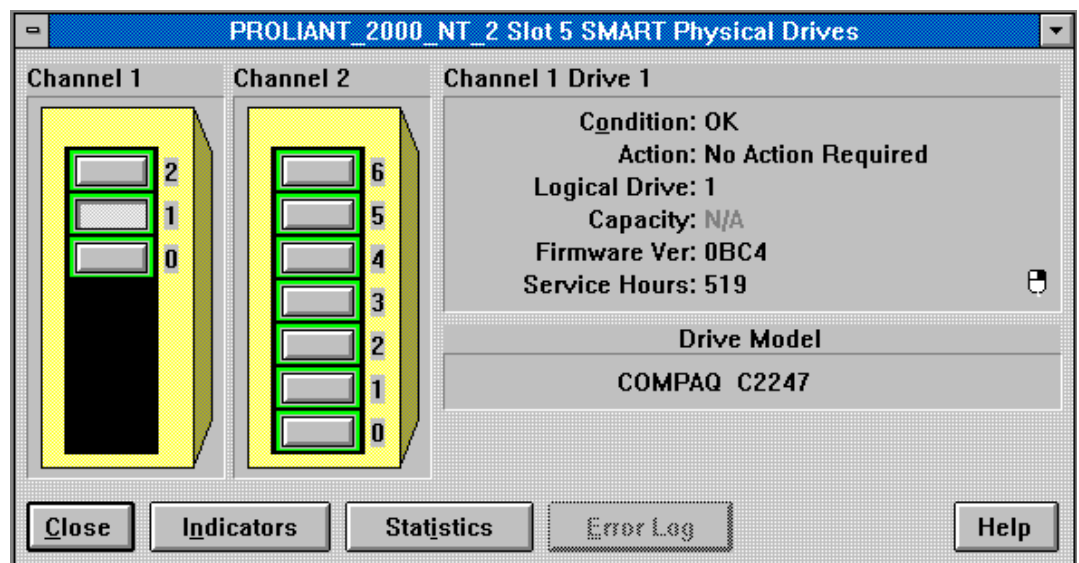 PROLIANT_2000_NT_2 Slot 5 SMART Physical Drives
Channel 1
2
1
0
Channel 2
6
5
4
3
2
1
0
Channel 1 Drive 1
Condition: OK
Action: No Action Required
Logical Drive: 1
Capacity: N/A
Firmware Ver: 0BC4
Service Hours: 519
Drive Model
COMPAQ C2247
Close Indicators Statistics Error Log Help